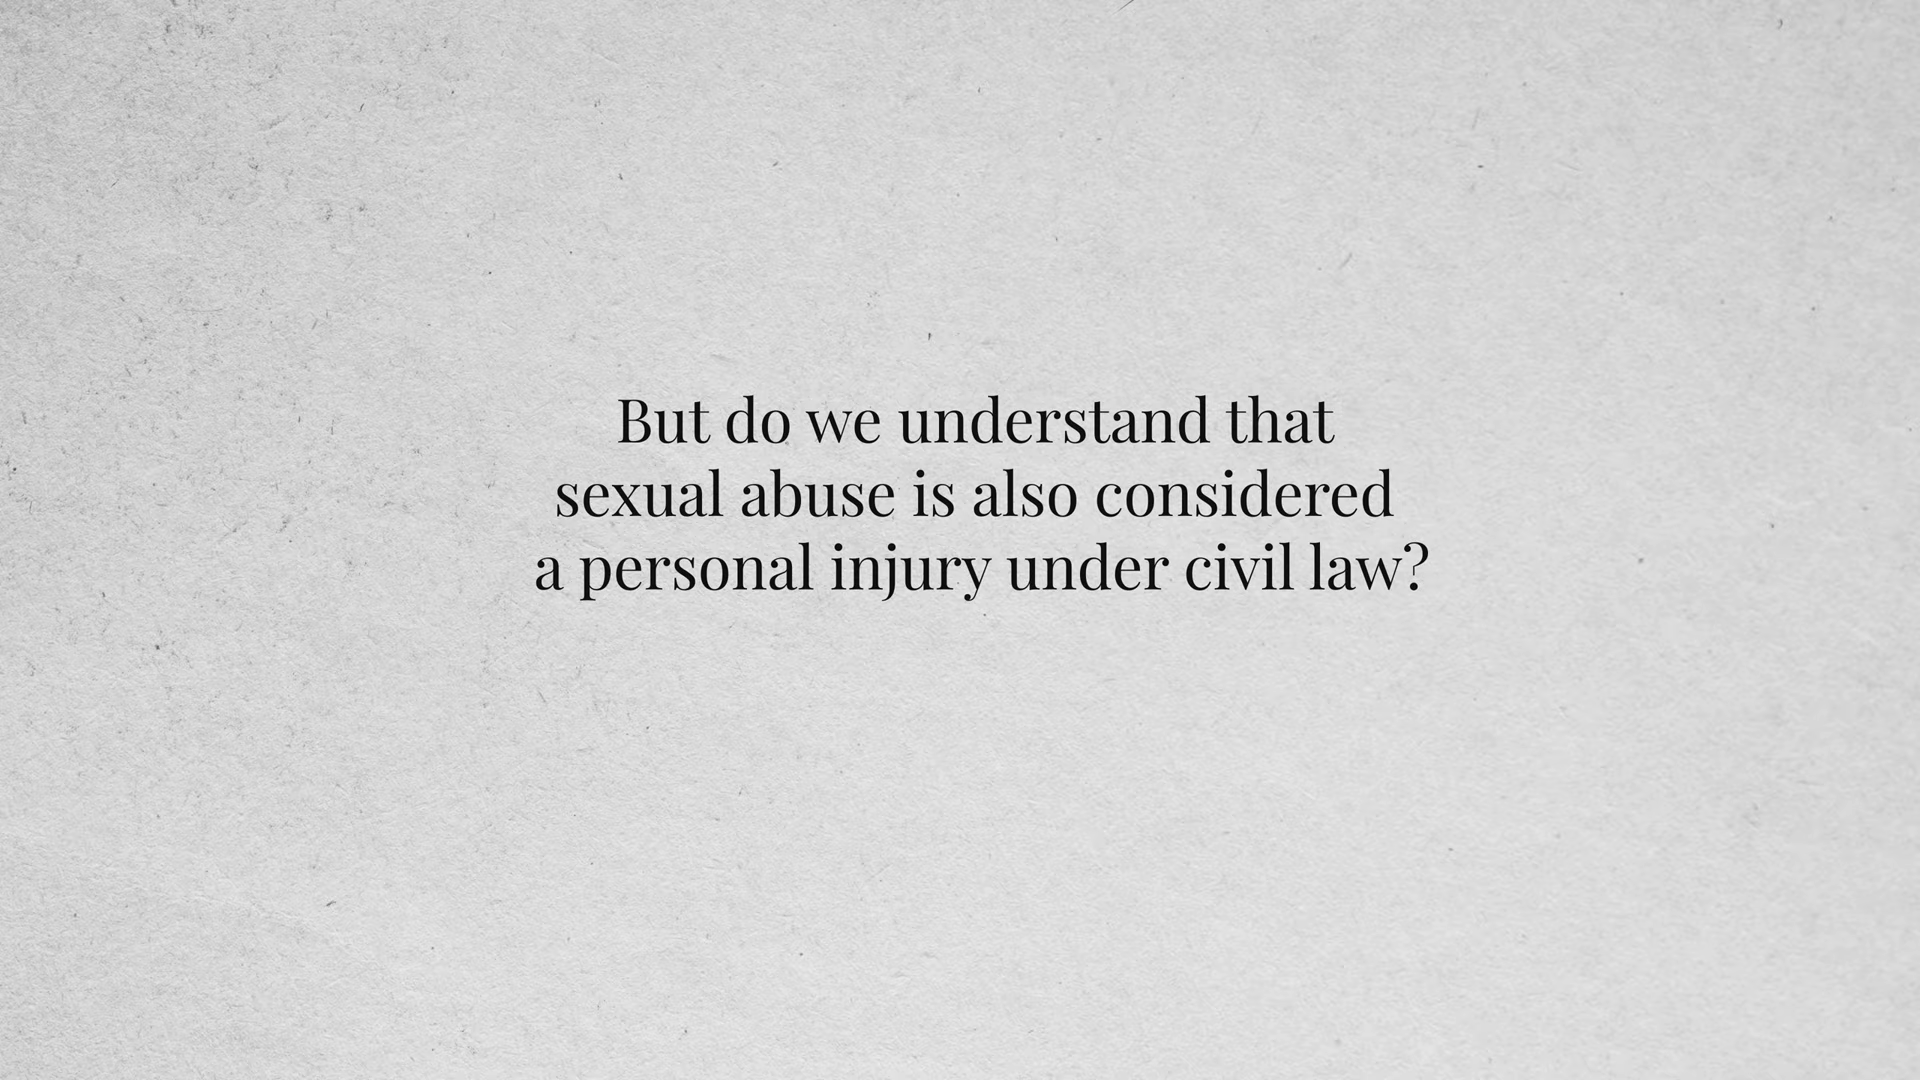 But do we understand that
sexual abuse is also considered
a personal injury under civil law?